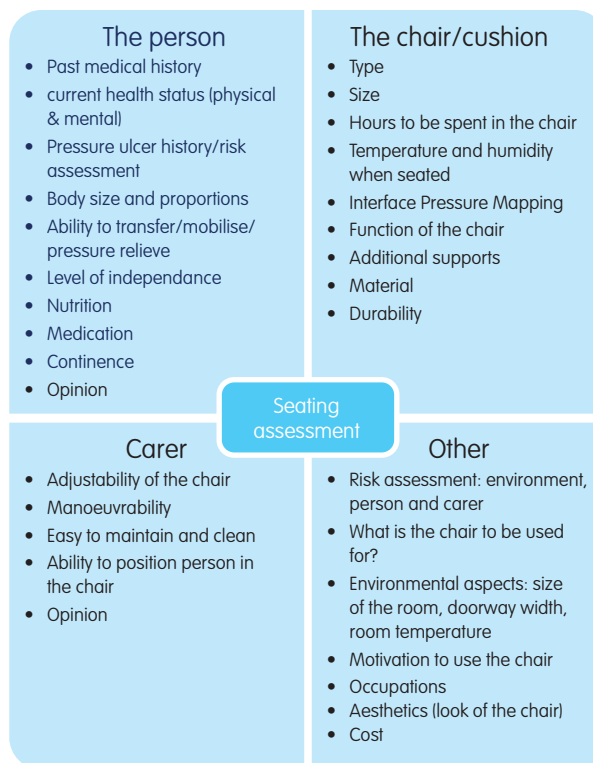 The person
• Past medical history
• current health status (physical
& mental)
• Pressure ulcer history/risk
assessment
• Body size and proportions
• Ability to transfer/mobilise/
pressure relieve
• Level of independance
• Nutrition
• Medication
• Continence
• Opinion
The chair/cushion
• Type
• Size
• Hours to be spent in the chair
• Temperature and humidity
when seated
• Interface Pressure Mapping
• Function of the chair
• Additional supports
• Material
• Durability
Seating
assessment
Carer
• Adjustability of the chair
• Manoeuvrability
• Easy to maintain and clean
• Ability to position person in
the chair
• Opinion
Other
• Risk assessment: environment,
person and carer
• What is the chair to be used
for?
• Environmental aspects: size
of the room, doorway width,
room temperature
• Motivation to use the chair
• Occupations
• Aesthetics (look of the chair)
• Cost